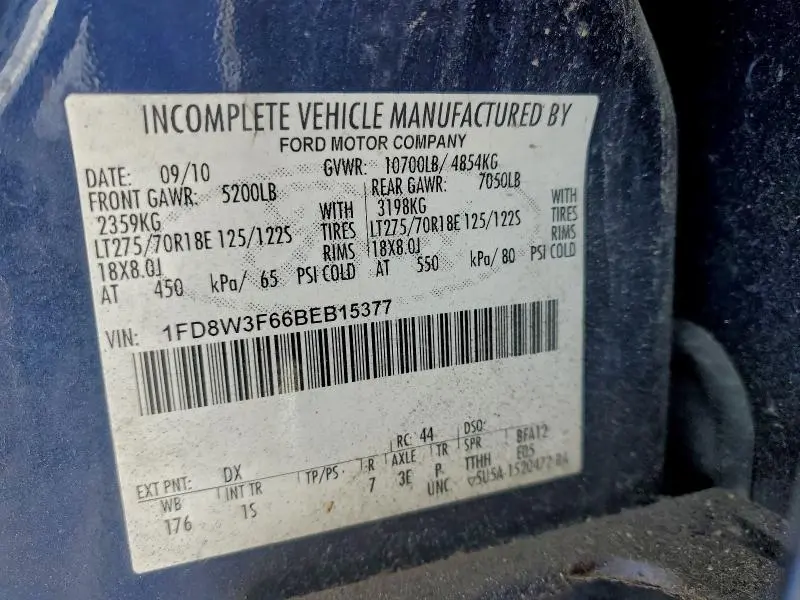 INCOMPLETE VEHICLE MANUFACTURED BY
FORD MOTOR COMPANY
DATE: 09/10 GVWR: 10700LB/ 4854KG
FRONT GAWR: 5200LB REAR GAWR: 7050LB
2359KG WITH 3198KG WITH
LT275/70R18E 125/122S TIRES LT275/70R18E 125/122S TIRES
18X8.0J RIMS 18X8.0J RIMS
AT 450 kPa/ 65 PSI COLD AT 550 kPa/ 80 PSI COLD
VIN: 1FD8W3F66BEB15377
EXT PNT: DX RC: 44 DSO:
WB INT TR TP/PS R AXLE TR SPR BFA12
176 1S 7 3E P TTHH E05
UNC